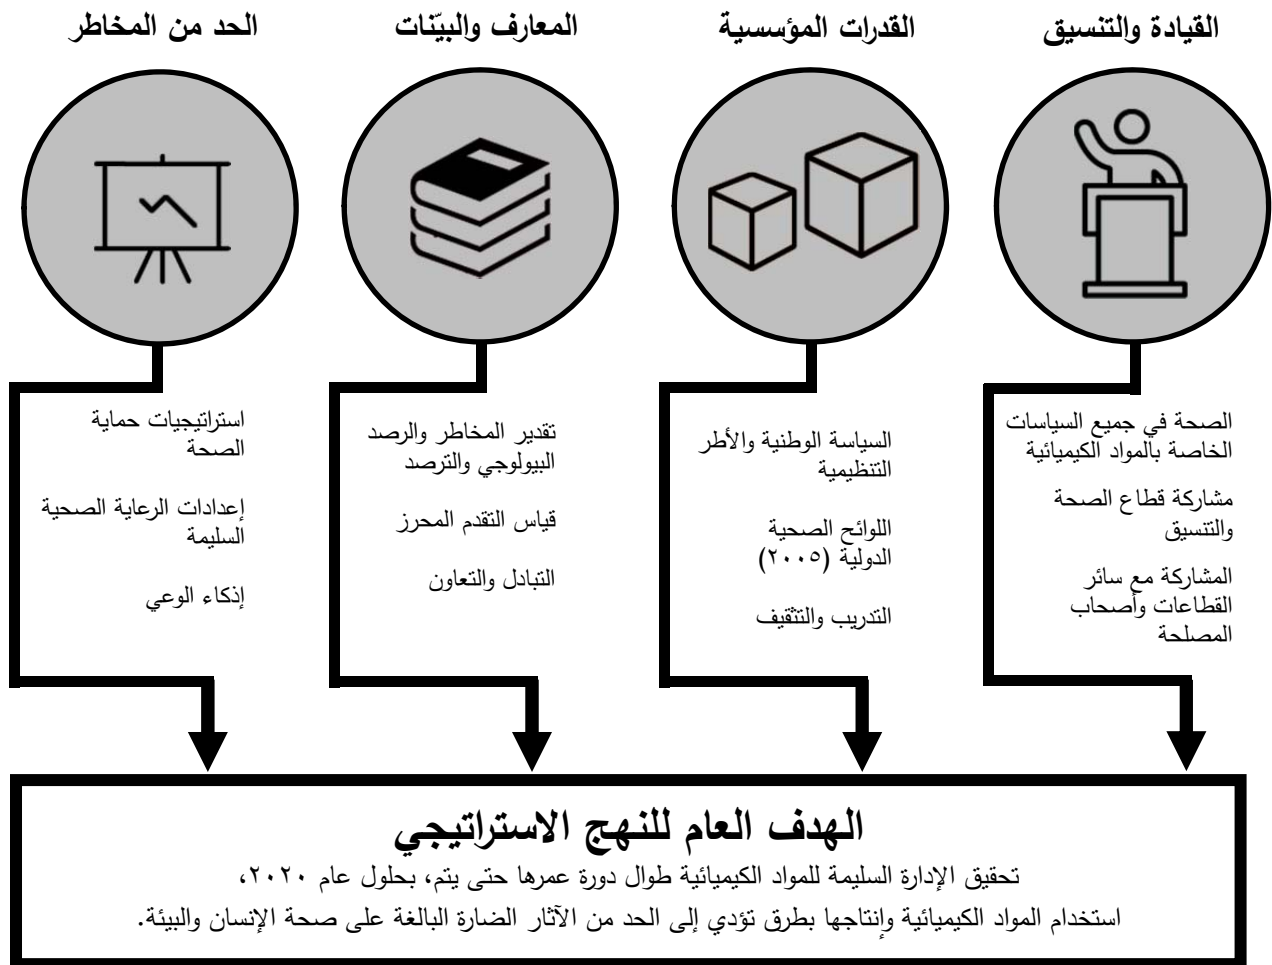 القيادة والتنسيق
القدرات المؤسسية
المعارف والبيّنات
الحد من المخاطر
الصحة في جميع السياسات
الخاصة بالمواد الكيميائية
مشاركة قطاع الصحة
والتنسيق
المشاركة مع سائر
القطاعات وأصحاب
المصلحة
السياسة الوطنية والأطر
التنظيمية
اللوائح الصحية
الدولية (٢٠٠٥)
التدريب والتثقيف
تقدير المخاطر والرصد
البيولوجي والترصد
قياس التقدم المحرز
التبادل والتعاون
استراتيجيات حماية
الصحة
إعدادات الرعاية الصحية
السليمة
إذكاء الوعي
الهدف العام للنهج الاستراتيجي
تحقيق الإدارة السليمة للمواد الكيميائية طوال دورة عمرها حتى يتم، بحلول عام ٢٠٢٠،
استخدام المواد الكيميائية وإنتاجها بطرق تؤدي إلى الحد من الآثار الضارة البالغة على صحة الإنسان والبيئة.